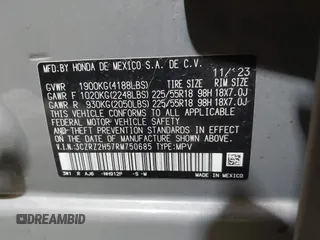 MFD.BY HONDA DE MEXICO S.A. DE C.V.
11/23
GVWR 1900KG(4188LBS) TIRE SIZE RIM SIZE
GAWR F 1020KG(2248LBS) 225/55R18 98H 18X7.0J
GAWR R 930KG(2050LBS) 225/55R18 98H 18X7.0J
THIS VEHICLE CONFORMS TO ALL APPLICABLE
FEDERAL MOTOR VEHICLE SAFETY AND
THEFT PREVENTION STANDARDS IN EFFECT ON
THE DATE OF MANUFACTURE SHOWN ABOVE.
V.I.N.:3CZRZ2H57RM750685 TYPE:MPV
3W1 R AJ6 -NH912P -S -M
MADE IN MEXICO
DREAMBID